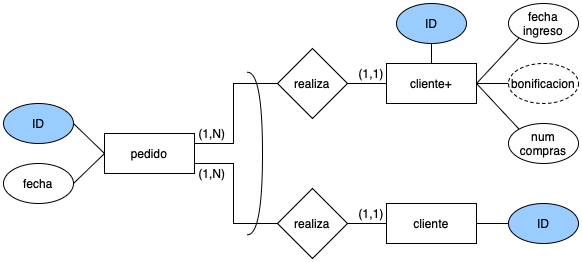 ID
fecha
ingreso
realiza
(1,1)
cliente+
bonificacion
ID
(1,N)
num
compras
pedido
fecha
(1,N)
realiza
(1,1)
cliente
ID